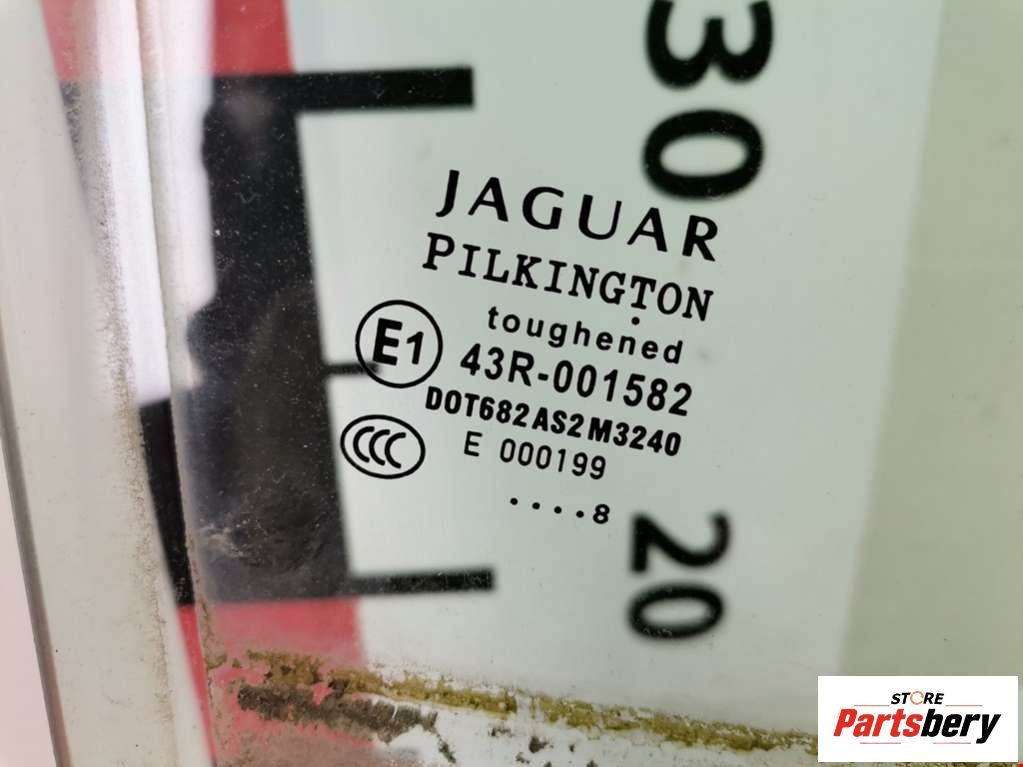 30
JAGUAR
PILKINGTON
toughened
E1
43R-001582
DOT682AS2M3240
CCC
E 000199
....8
20
STORE
Partsbery